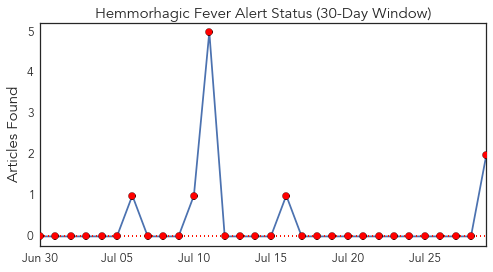 Hemmorhagic Fever Alert Status (30-Day Window)
Articles Found
5
4
3
2
1
0
Jun 30
Jul 05
Jul 10
Jul 15
Jul 20
Jul 25